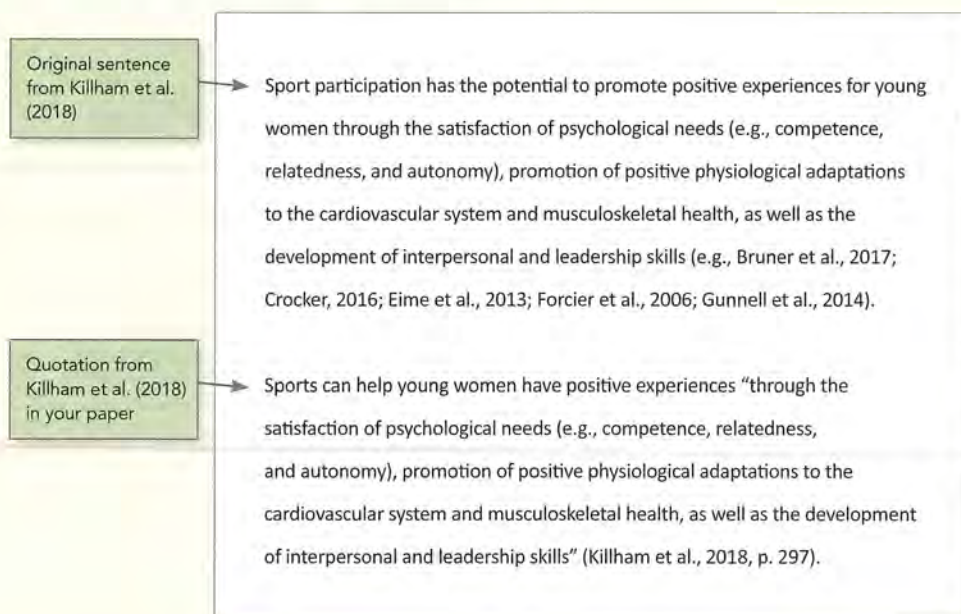 Original sentence
from Killham et al.
(2018)
Sport participation has the potential to promote positive experiences for young
women through the satisfaction of psychological needs (e.g., competence,
relatedness, and autonomy), promotion of positive physiological adaptations
to the cardiovascular system and musculoskeletal health, as well as the
development of interpersonal and leadership skills (e.g., Bruner et al., 2017;
Crocker, 2016; Eime et al., 2013; Forcier et al., 2006; Gunnell et al., 2014).
Quotation from
Killham et al. (2018)
in your paper
Sports can help young women have positive experiences “through the
satisfaction of psychological needs (e.g., competence, relatedness,
and autonomy), promotion of positive physiological adaptations to the
cardiovascular system and musculoskeletal health, as well as the development
of interpersonal and leadership skills” (Killham et al., 2018, p. 297).